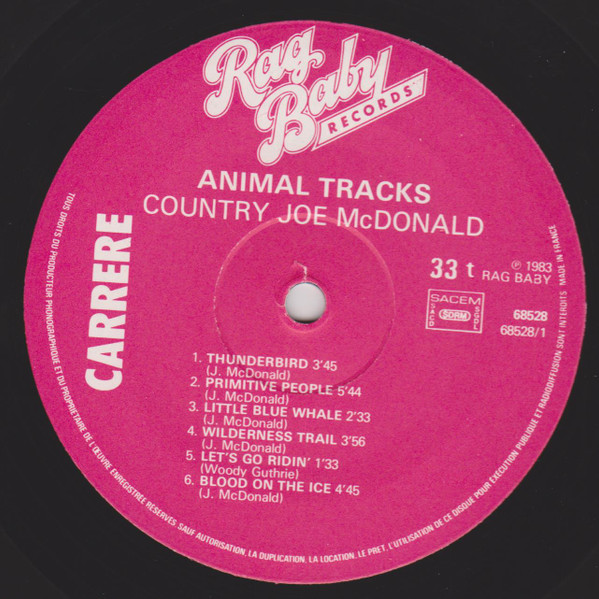 Rag
Baby
RECORDS
ANIMAL TRACKS
COUNTRY JOE McDONALD
CARRERE
33 t
℗ 1983
RAG BABY
SACEM
SACD
SDRM
SGDL
68528
68528/1
1. THUNDERBIRD 3'45
(J. McDonald)
2. PRIMITIVE PEOPLE 5'44
(J. McDonald)
3. LITTLE BLUE WHALE 2'33
(J. McDonald)
4. WILDERNESS TRAIL 3'56
(J. McDonald)
5. LET'S GO RIDIN' 1'33
(Woody Guthrie)
6. BLOOD ON THE ICE 4'45
(J. McDonald)
TOUS DROITS DU PRODUCTEUR PHONOGRAPHIQUE ET DU PROPRIETAIRE DE L'ŒUVRE ENREGISTREE RESERVES. SAUF AUTORISATION, LA DUPLICATION, LA LOCATION, LE PRET, L'UTILISATION DE CE DISQUE POUR EXECUTION PUBLIQUE ET RADIODIFFUSION SONT INTERDITS MADE IN FRANCE